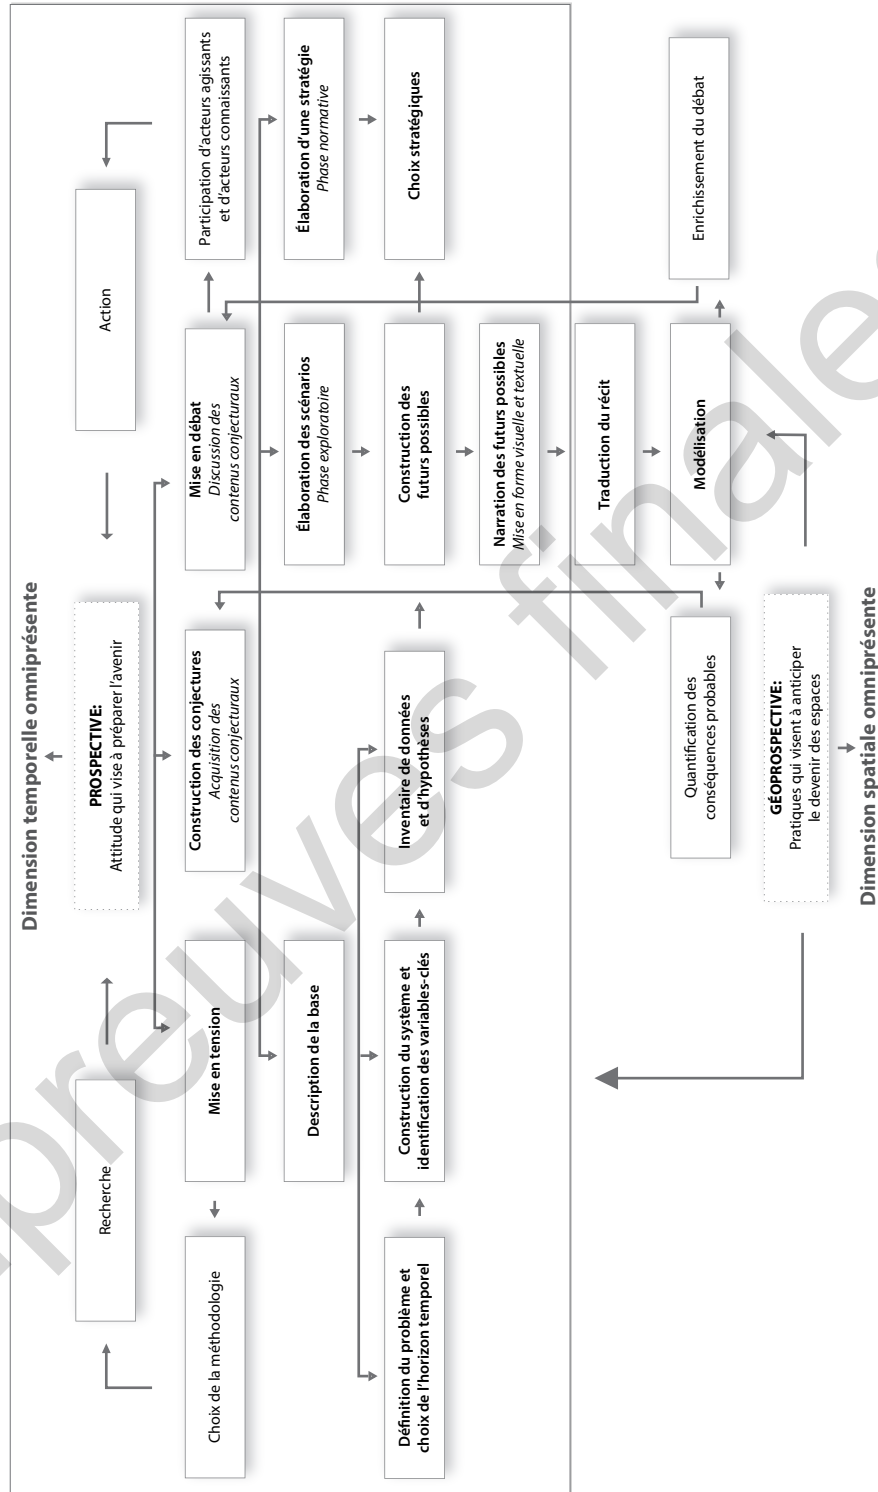 Dimension temporelle omniprésente
Recherche
PROSPECTIVE:
Attitude qui vise à préparer l'avenir
Action
Choix de la méthodologie
Mise en tension
Construction des conjectures
Acquisition des
contenus conjecturaux
Mise en débat
Discussion des
contenus conjecturaux
Participation d'acteurs agissants
et d'acteurs connaissants
Description de la base
Élaboration des scénarios
Phase exploratoire
Élaboration d'une stratégie
Phase normative
Définition du problème et
choix de l'horizon temporel
Construction du système et
identification des variables-clés
Inventaire de données
et d'hypothèses
Construction des
futurs possibles
Choix stratégiques
Narration des futurs possibles
Mise en forme visuelle et textuelle
Traduction du récit
Quantification des
conséquences probables
Modélisation
Enrichissement du débat
GÉOPROSPECTIVE:
Pratiques qui visent à anticiper
le devenir des espaces
Dimension spatiale omniprésente
preuves finales